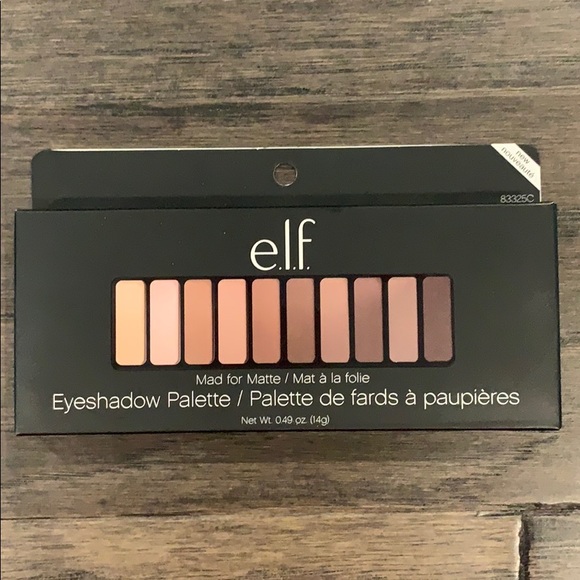 new
nouveauté
83325C
e.l.f.
Mad for Matte / Mat à la folie
Eyeshadow Palette / Palette de fards à paupières
Net Wt. 0.49 oz. (14g)